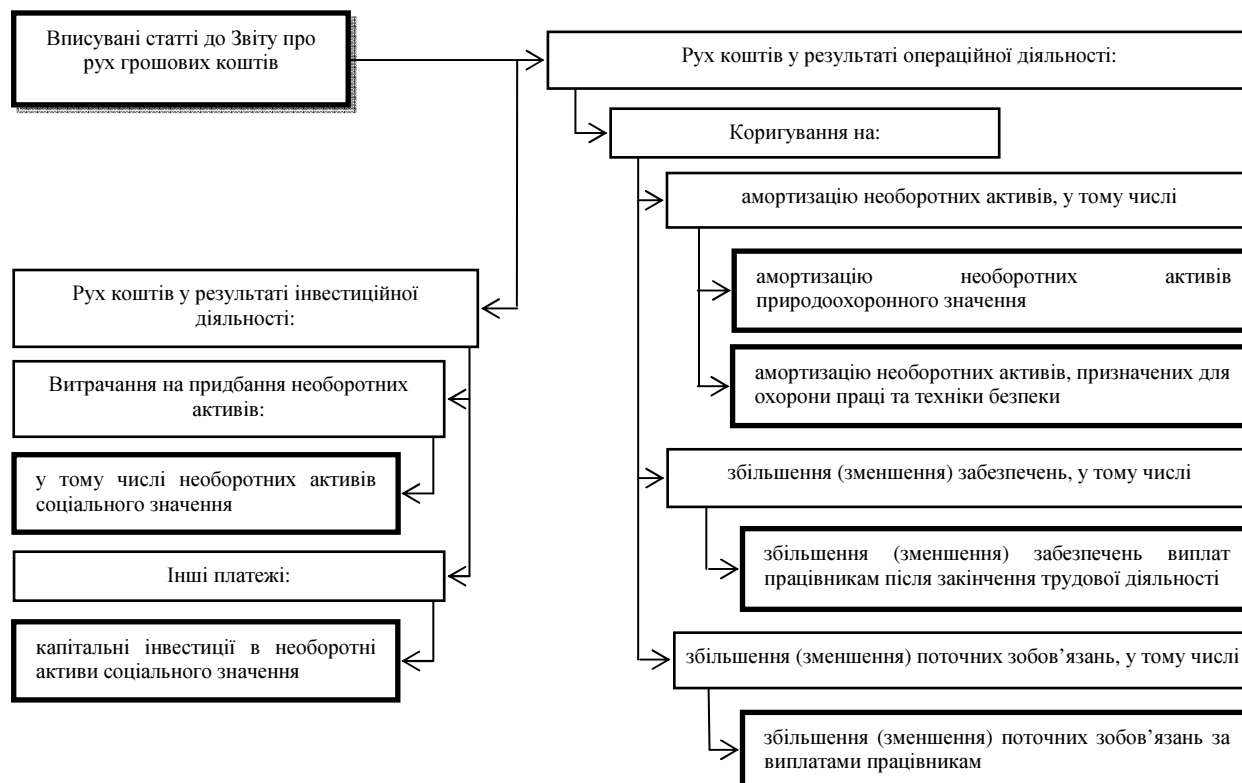 Вписувані статті до Звіту про
рух грошових коштів
Рух коштів у результаті операційної діяльності:
Коригування на:
амортизацію необоротних активів, у тому числі
амортизацію необоротних активів
природоохоронного значення
амортизацію необоротних активів, призначених для
охорони праці та техніки безпеки
збільшення (зменшення) забезпечень, у тому числі
збільшення (зменшення) забезпечень виплат
працівникам після закінчення трудової діяльності
збільшення (зменшення) поточних зобов’язань, у тому числі
збільшення (зменшення) поточних зобов’язань за
виплатами працівникам
Рух коштів у результаті інвестиційної
діяльності:
Витрачання на придбання необоротних
активів:
у тому числі необоротних активів
соціального значення
Інші платежі:
капітальні інвестиції в необоротні
активи соціального значення